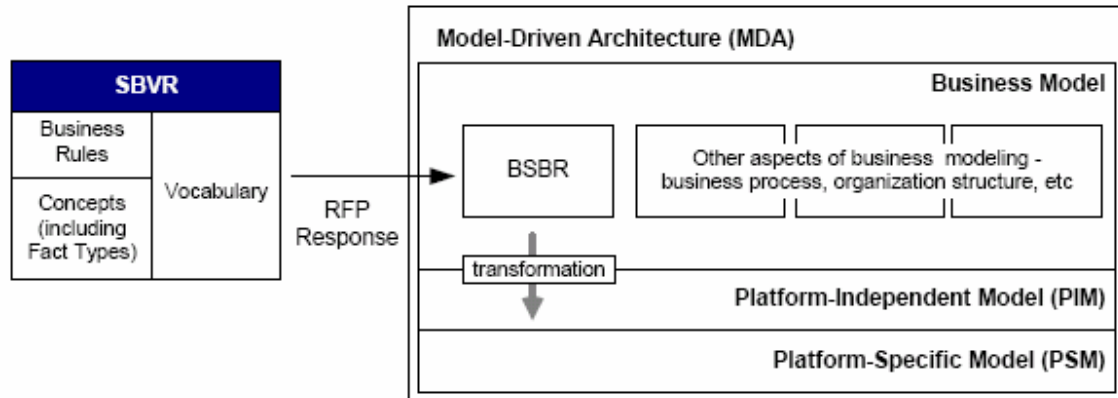 SBVR
Business
Rules
Concepts
(including
Fact Types)
Vocabulary
RFP
Response
Model-Driven Architecture (MDA)
Business Model
BSBR
Other aspects of business modeling -
business process, organization structure, etc
transformation
Platform-Independent Model (PIM)
Platform-Specific Model (PSM)